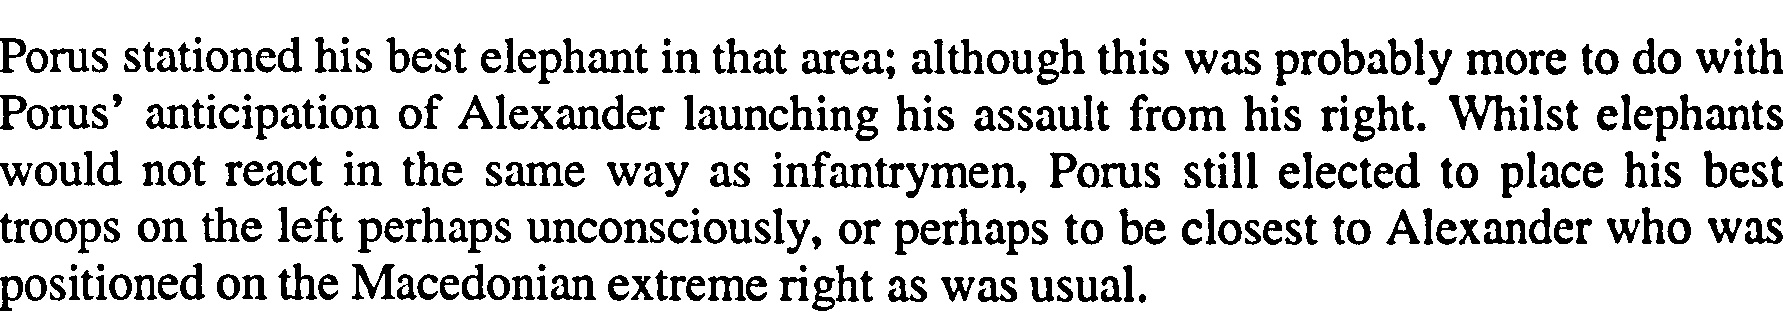 Porus stationed his best elephant in that area; although this was probably more to do with
Porus' anticipation of Alexander launching his assault from his right. Whilst elephants
would not react in the same way as infantrymen, Porus still elected to place his best
troops on the left perhaps unconsciously, or perhaps to be closest to Alexander who was
positioned on the Macedonian extreme right as was usual.